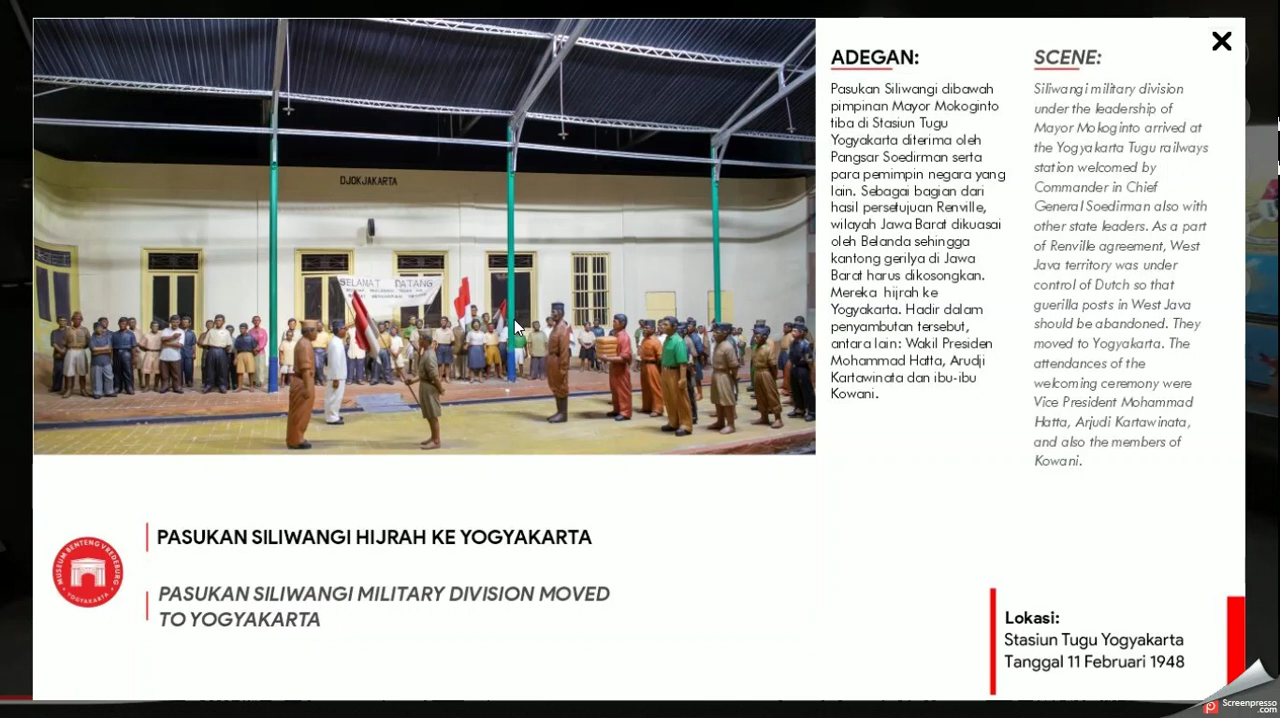 DJOKJAKARTA
SELAMAT DATANG
ADEGAN:
Pasukan Siliwangi dibawah
pimpinan Mayor Mokoginto
tiba di Stasiun Tugu
Yogyakarta diterima oleh
Pangsar Soedirman serta
para pemimpin negara yang
lain. Sebagai bagian dari
hasil persetujuan Renville,
wilayah Jawa Barat dikuasai
oleh Belanda sehingga
kantong gerilya di Jawa
Barat harus dikosongkan.
Mereka hijrah ke
Yogyakarta. Hadir dalam
penyambutan tersebut,
antara lain: Wakil Presiden
Mohammad Hatta, Arudji
Kartawinata dan ibu-ibu
Kowani.
SCENE:
Siliwangi military division
under the leadership of
Mayor Mokoginto arrived at
the Yogyakarta Tugu railways
station welcomed by
Commander in Chief
General Soedirman also with
other state leaders. As a part
of Renville agreement, West
Java territory was under
control of Dutch so that
guerilla posts in West Java
should be abandoned. They
moved to Yogyakarta. The
attendances of the
welcoming ceremony were
Vice President Mohammad
Hatta, Arjudi Kartawinata,
and also the members of
Kowani.
MUSEUM BENTENG VREDEBURG
YOGYAKARTA
PASUKAN SILIWANGI HIJRAH KE YOGYAKARTA
PASUKAN SILIWANGI MILITARY DIVISION MOVED
TO YOGYAKARTA
Lokasi:
Stasiun Tugu Yogyakarta
Tanggal 11 Februari 1948
Screenpresso
.com